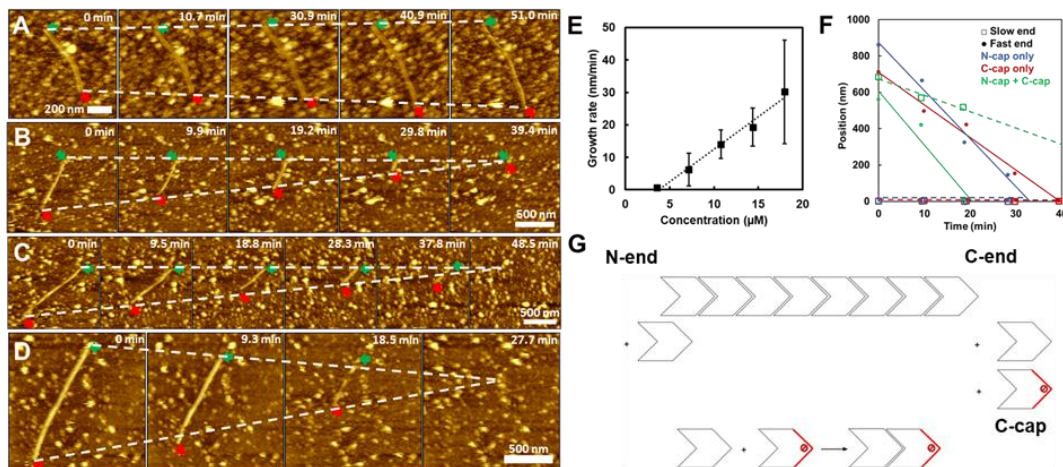 A
0 min
10.7 min
30.9 min
40.9 min
51.0 min
200 nm
B
0 min
9.9 min
19.2 min
29.8 min
39.4 min
500 nm
C
0 min
9.5 min
18.8 min
28.3 min
37.8 min
48.5 min
500 nm
D
0 min
9.3 min
18.5 min
27.7 min
500 nm
E
Growth rate (nm/min)
40
30
20
10
0
0 5 10 15 20
Concentration (μM)
F
Position (nm)
1000
800
600
400
200
0
0 10 20 30 40
Time (min)
Slow end
Fast end
N-cap only
C-cap only
N-cap + C-cap
G
N-end
C-end
+
+
+
C-cap
+